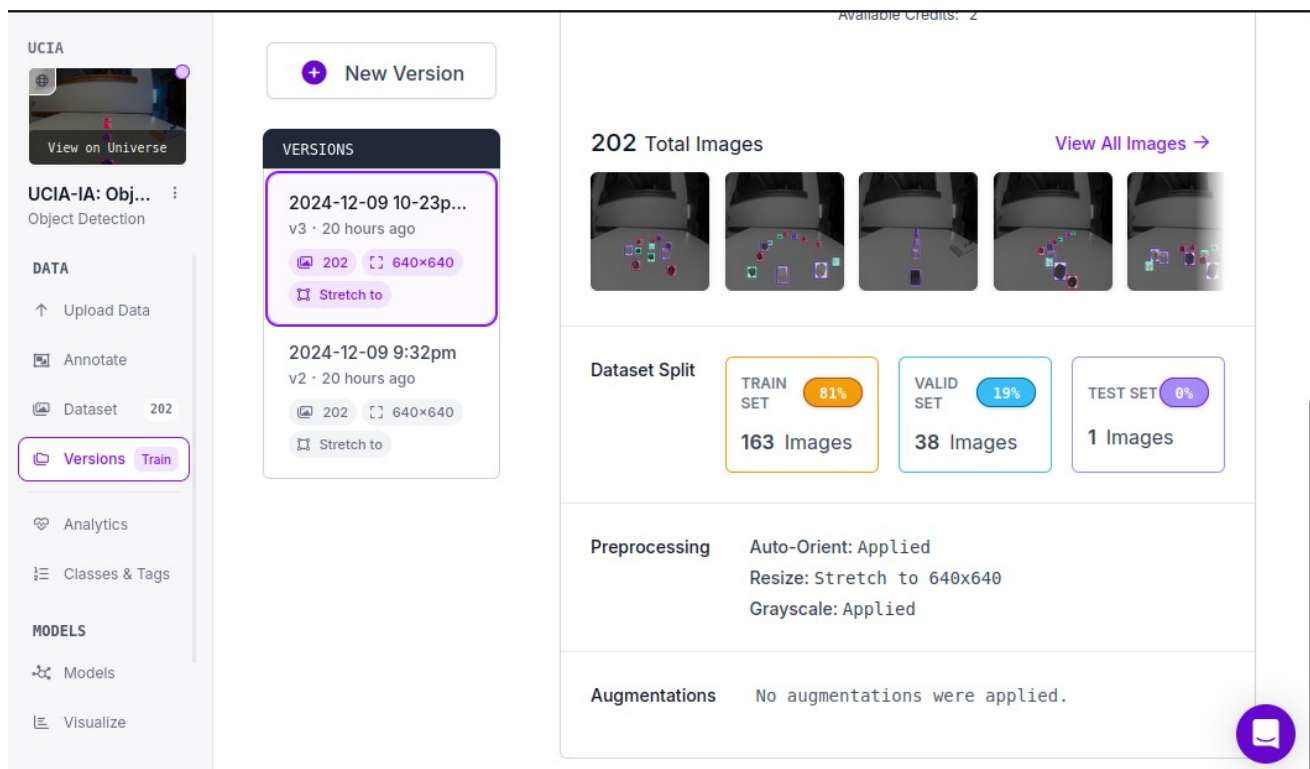 Available Credits: 2
UCIA
View on Universe
UCIA-IA: Obj...
Object Detection
DATA
Upload Data
Annotate
Dataset 202
Versions Train
Analytics
Classes & Tags
MODELS
Models
Visualize
New Version
VERSIONS
2024-12-09 10-23p...
v3 · 20 hours ago
202 640×640
Stretch to
2024-12-09 9:32pm
v2 · 20 hours ago
202 640×640
Stretch to
202 Total Images
View All Images →
Dataset Split
TRAIN SET 81%
163 Images
VALID SET 19%
38 Images
TEST SET 0%
1 Images
Preprocessing
Auto-Orient: Applied
Resize: Stretch to 640x640
Grayscale: Applied
Augmentations
No augmentations were applied.